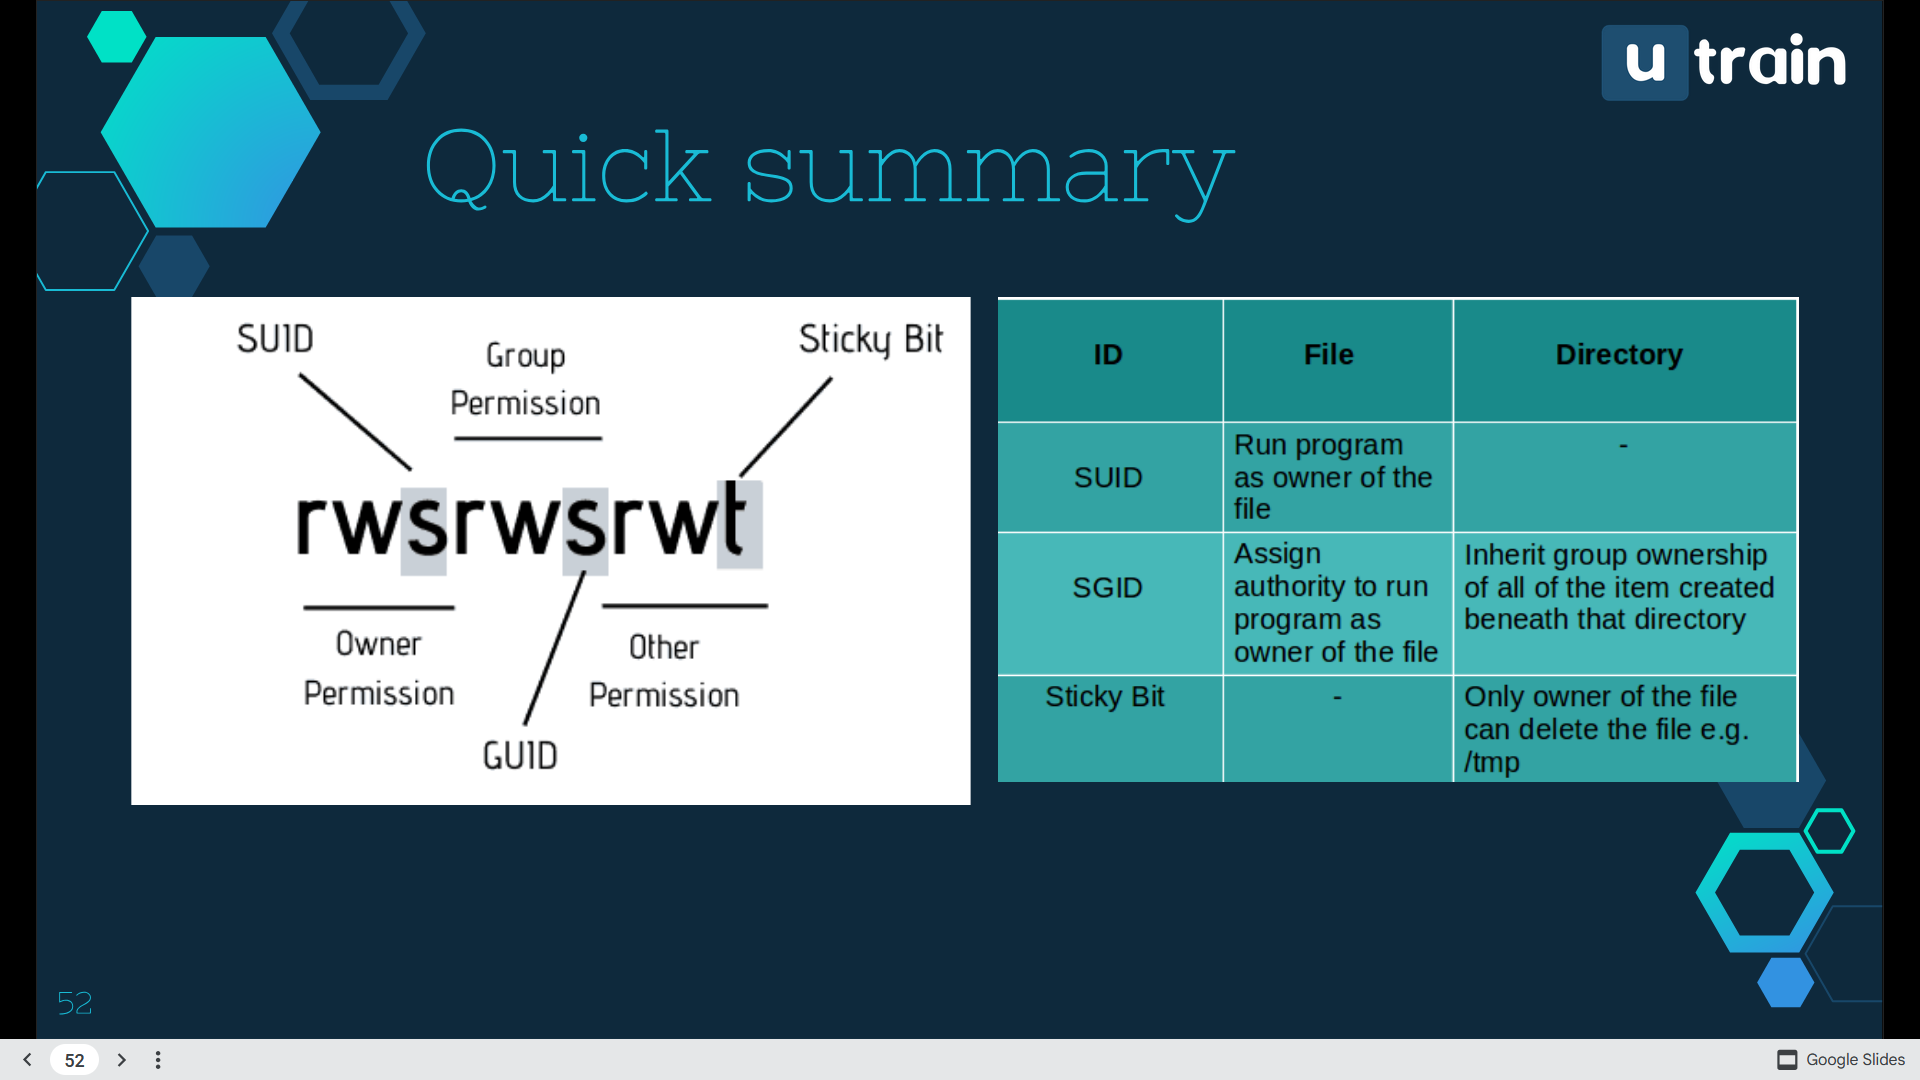 u train
Quick summary
SUID
Group
Permission
Sticky Bit
rwsrwsrwt
Owner
Permission
Other
Permission
GUID
ID File Directory
SUID
Run program
as owner of the
file
-
SGID
Assign
authority to run
program as
owner of the file
Inherit group ownership
of all of the item created
beneath that directory
Sticky Bit
-
Only owner of the file
can delete the file e.g.
/tmp
52
52
Google Slides